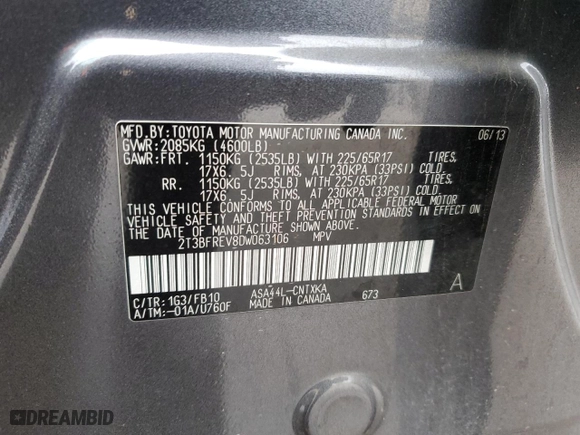 MFD.BY:TOYOTA MOTOR MANUFACTURING CANADA INC. 06/13
GVWR:2085KG (4600LB)
GAWR:FRT. 1150KG (2535LB) WITH 225/65R17 TIRES,
17X6.5J RIMS, AT 230KPA (33PSI) COLD.
RR. 1150KG (2535LB) WITH 225/65R17 TIRES,
17X6.5J RIMS, AT 230KPA (33PSI) COLD.
THIS VEHICLE CONFORMS TO ALL APPLICABLE FEDERAL MOTOR
VEHICLE SAFETY AND THEFT PREVENTION STANDARDS IN EFFECT ON
THE DATE OF MANUFACTURE SHOWN ABOVE.
2T3BFREV8DW063106 MPV
C/TR:1G3/FB10 ASA44L-CNTXKA A
A/TM:-01A/U760F MADE IN CANADA 673
DREAMBID